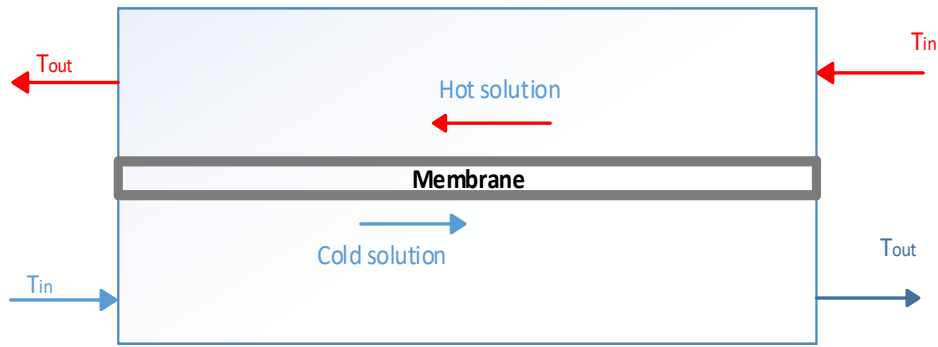 Tout
Tin
Hot solution
Membrane
Cold solution
Tout
Tin